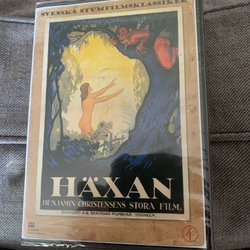 SVENSKA STUMFILMSKLASSIKER
HÄXAN
BENJAMIN CHRISTENSENS STORA FILM.